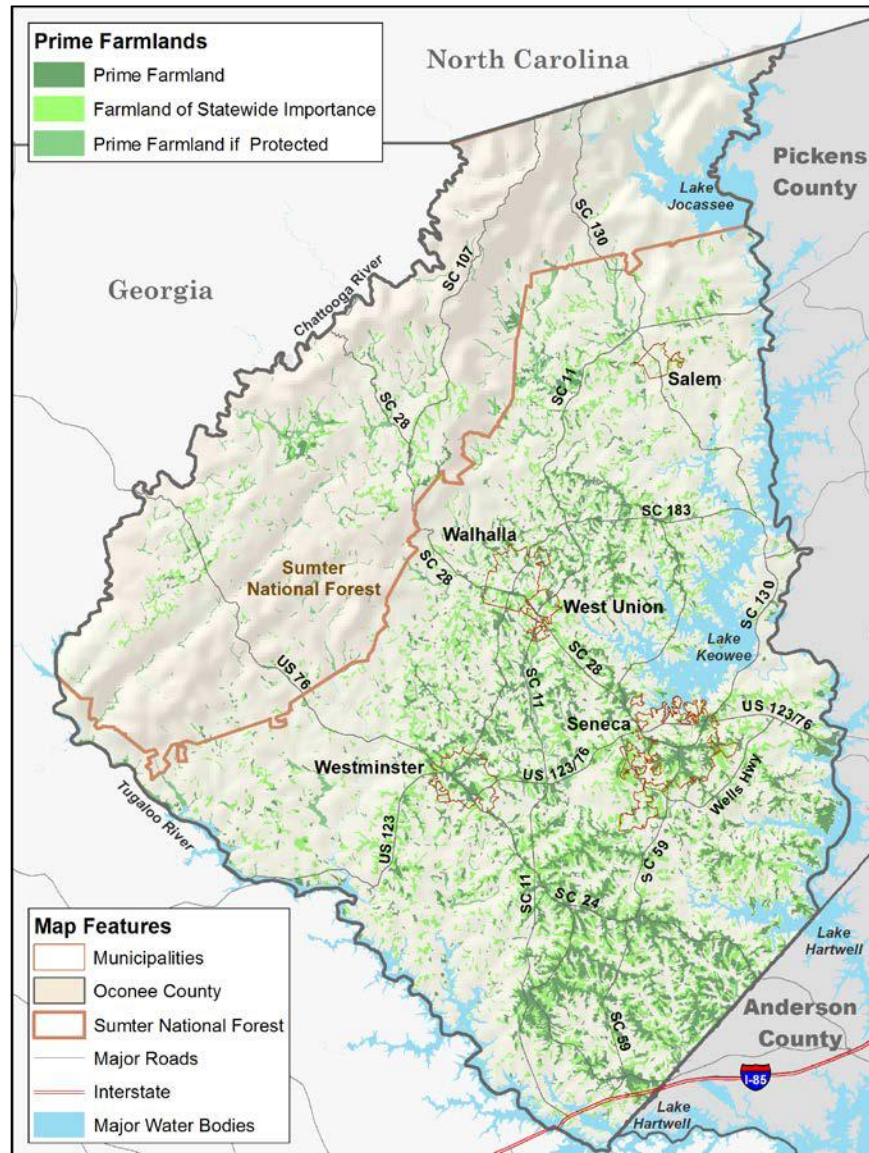 Prime Farmlands
Prime Farmland
Farmland of Statewide Importance
Prime Farmland if Protected
North Carolina
Pickens
County
Lake
Jocassee
SC 130
SC 107
Chattooga River
Georgia
SC 11
Salem
SC 28
SC 183
Walhalla
SC 28
Sumter
National Forest
West Union
SC 130
Lake
Keowee
SC 28
US 76
SC 11
Seneca
US 123/76
Westminster
US 123/76
Wells Hwy
Tugaloo River
US 123
SC 59
SC 11
SC 24
Lake
Hartwell
Anderson
County
SC 59
I-85
Lake
Hartwell
Map Features
Municipalities
Oconee County
Sumter National Forest
Major Roads
Interstate
Major Water Bodies